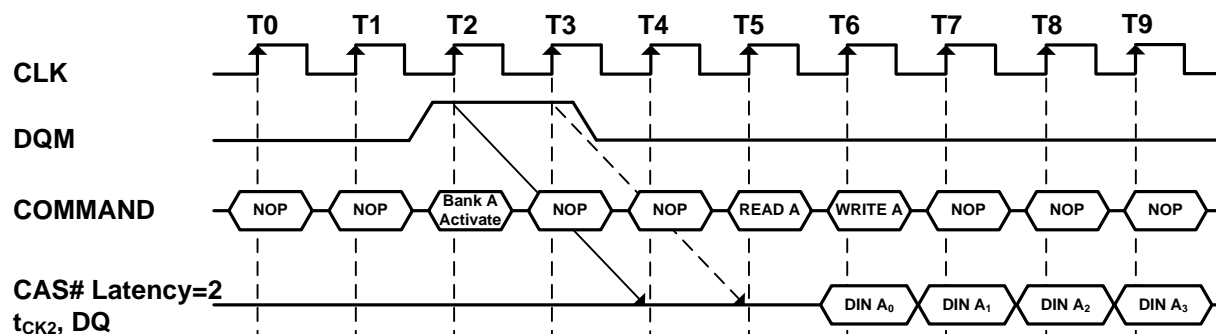 T0 T1 T2 T3 T4 T5 T6 T7 T8 T9
CLK
DQM
COMMAND NOP NOP Bank A Activate NOP NOP READ A WRITE A NOP NOP NOP
CAS# Latency=2
tCK2, DQ DIN A0 DIN A1 DIN A2 DIN A3